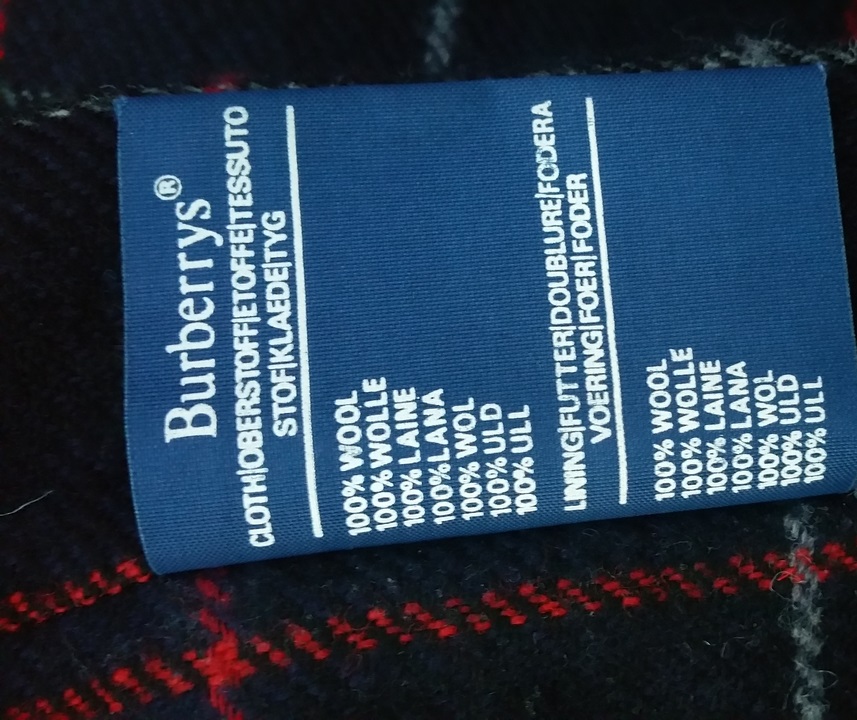 Burberrys®
CLOTH|OBERSTOFF|ETOFFE|TESSUTO
STOF|KLAEDE|TYG
100% WOOL
100% WOLLE
100% LAINE
100% LANA
100% WOL
100% ULD
100% ULL
LINING|FUTTER|DOUBLURE|FODERA
VOERING|FOER|FODER
100% WOOL
100% WOLLE
100% LAINE
100% LANA
100% WOL
100% ULD
100% ULL